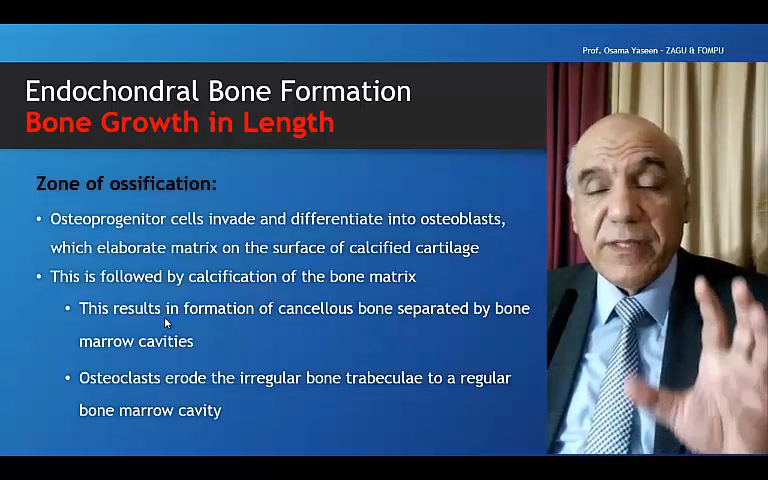 Prof. Osama Yaseen - ZAGU & FOMPU
Endochondral Bone Formation
Bone Growth in Length
Zone of ossification:
• Osteoprogenitor cells invade and differentiate into osteoblasts,
which elaborate matrix on the surface of calcified cartilage
• This is followed by calcification of the bone matrix
• This results in formation of cancellous bone separated by bone
marrow cavities
• Osteoclasts erode the irregular bone trabeculae to a regular
bone marrow cavity